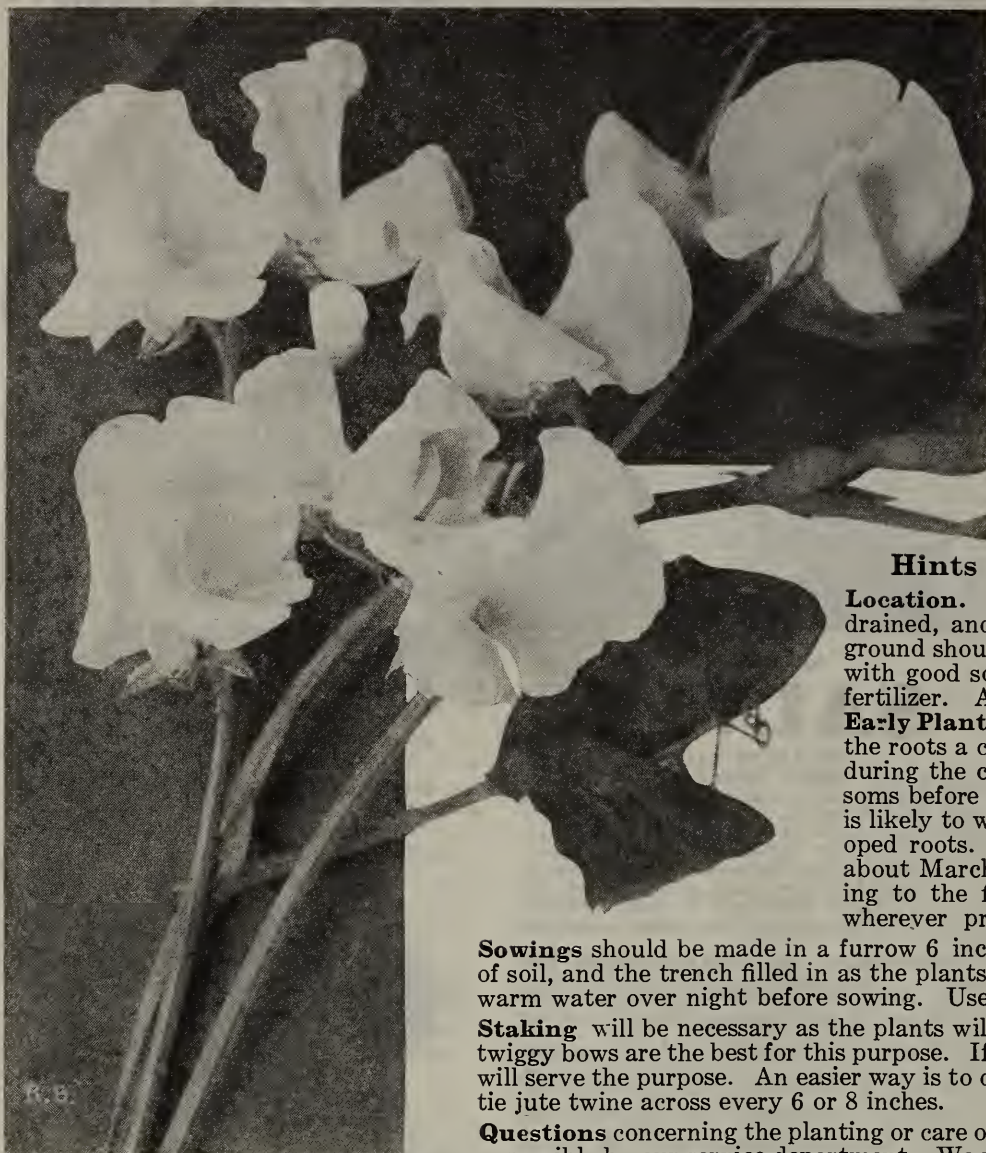 Hints
Location.
drained, and
ground shou
with good so
fertilizer. A
Early Plant
the roots a c
during the c
soms before
is likely to w
oped roots.
about March
ing to the f
wherever pr
Sowings should be made in a furrow 6 inc
of soil, and the trench filled in as the plants
warm water over night before sowing. Use
Staking will be necessary as the plants wil
twiggy bows are the best for this purpose. If
will serve the purpose. An easier way is to d
tie jute twine across every 6 or 8 inches.
Questions concerning the planting or care o